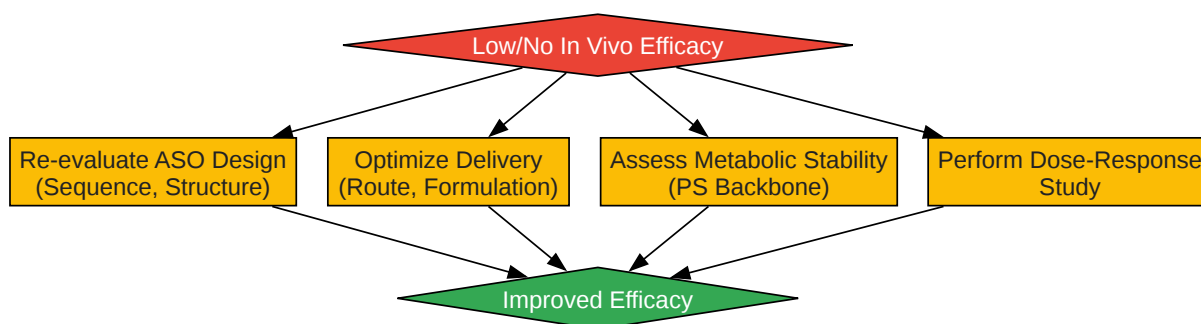 Low/No In Vivo Efficacy
Re-evaluate ASO Design
(Sequence, Structure)
Optimize Delivery
(Route, Formulation)
Assess Metabolic Stability
(PS Backbone)
Perform Dose-Response
Study
Improved Efficacy